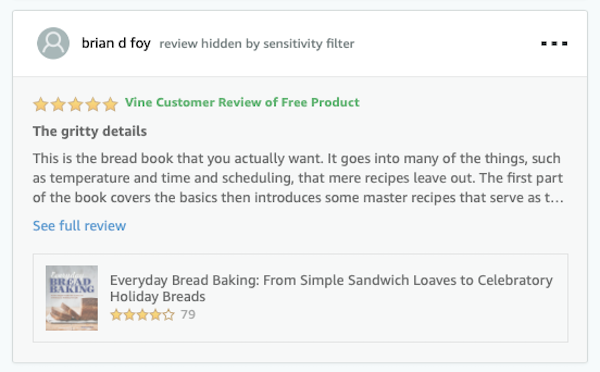 brian d foy review hidden by sensitivity filter
Vine Customer Review of Free Product
The gritty details
This is the bread book that you actually want. It goes into many of the things, such
as temperature and time and scheduling, that mere recipes leave out. The first part
of the book covers the basics then introduces some master recipes that serve as t...
See full review
Everyday
BREAD
BAKING
Everyday Bread Baking: From Simple Sandwich Loaves to Celebratory
Holiday Breads
79